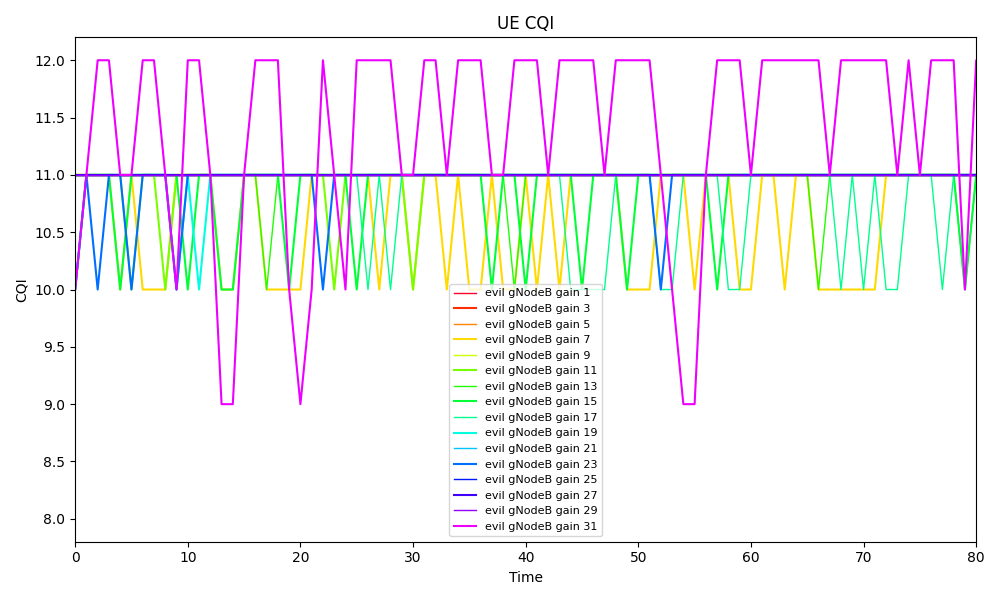 UE CQI
12.0
11.5
11.0
10.5
10.0
9.5
9.0
8.5
8.0
CQI
evil gNodeB gain 1
evil gNodeB gain 3
evil gNodeB gain 5
evil gNodeB gain 7
evil gNodeB gain 9
evil gNodeB gain 11
evil gNodeB gain 13
evil gNodeB gain 15
evil gNodeB gain 17
evil gNodeB gain 19
evil gNodeB gain 21
evil gNodeB gain 23
evil gNodeB gain 25
evil gNodeB gain 27
evil gNodeB gain 29
evil gNodeB gain 31
0 10 20 30 40 50 60 70 80
Time